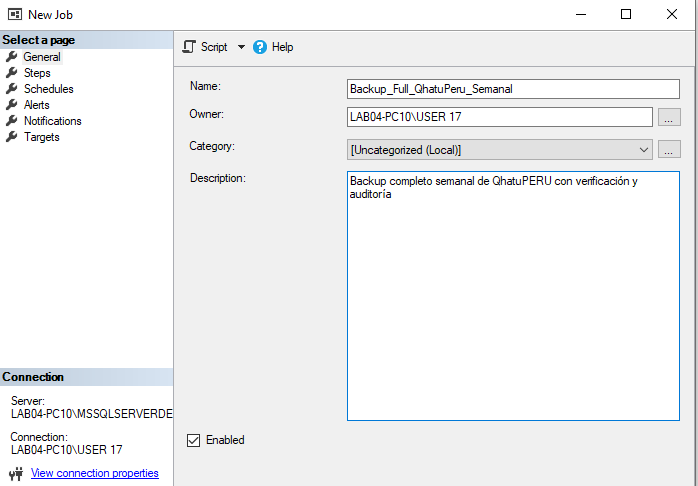 New Job
Select a page
General
Steps
Schedules
Alerts
Notifications
Targets
Script
Help
Name:
Backup_Full_QhatuPeru_Semanal
Owner:
LAB04-PC10\USER 17
...
Category:
[Uncategorized (Local)]
...
Description:
Backup completo semanal de QhatuPERU con verificación y
auditoría
Enabled
Connection
Server:
LAB04-PC10\MSSQLSERVERDE
Connection:
LAB04-PC10\USER 17
View connection properties